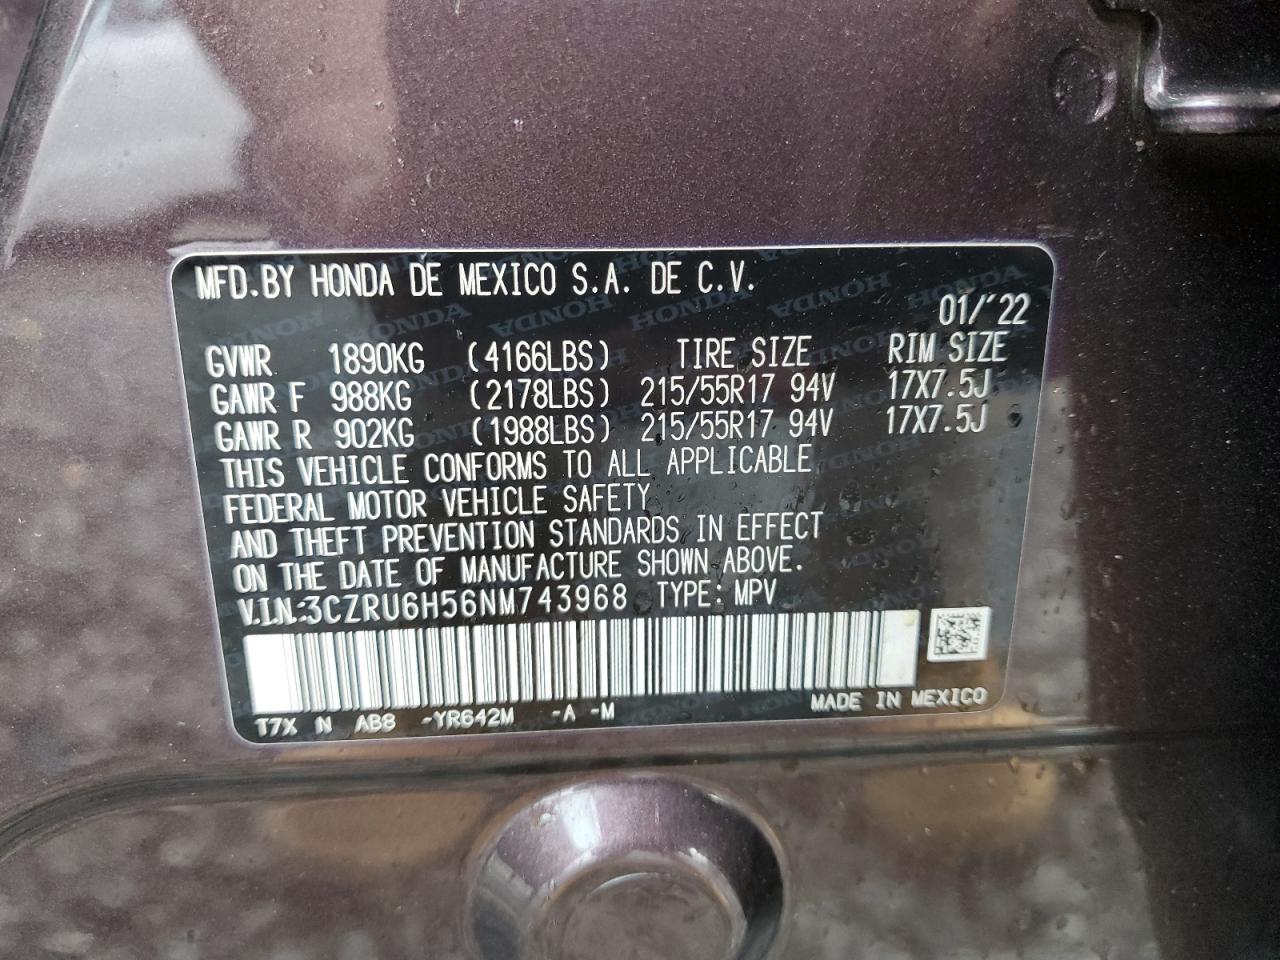 MFD.BY HONDA DE MEXICO S.A. DE C.V.
01/'22
GVWR 1890KG (4166LBS) TIRE SIZE RIM SIZE
GAWR F 988KG (2178LBS) 215/55R17 94V 17X7.5J
GAWR R 902KG (1988LBS) 215/55R17 94V 17X7.5J
THIS VEHICLE CONFORMS TO ALL APPLICABLE
FEDERAL MOTOR VEHICLE SAFETY
AND THEFT PREVENTION STANDARDS IN EFFECT
ON THE DATE OF MANUFACTURE SHOWN ABOVE.
V.I.N.:3CZRU6H56NM743968 TYPE: MPV
MADE IN MEXICO
T7X N AB8 -YR642M -A -M